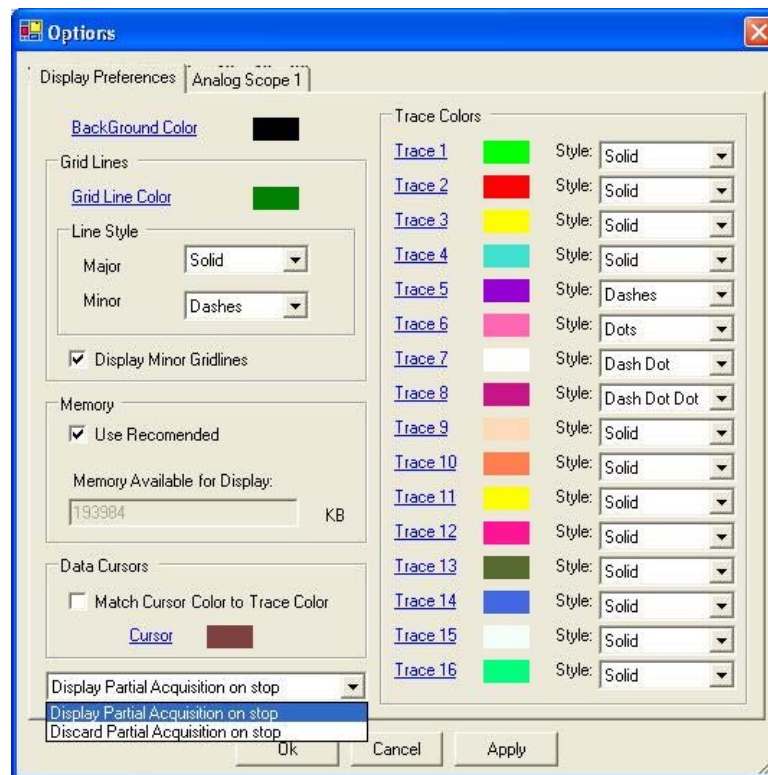 Options
Display Preferences
Analog Scope 1
BackGround Color
Grid Lines
Grid Line Color
Line Style
Major Solid
Minor Dashes
Display Minor Gridlines
Memory
Use Recomended
Memory Available for Display:
193984 KB
Data Cursors
Match Cursor Color to Trace Color
Cursor
Display Partial Acquisition on stop
Display Partial Acquisition on stop
Discard Partial Acquisition on stop
Trace Colors
Trace 1 Style: Solid
Trace 2 Style: Solid
Trace 3 Style: Solid
Trace 4 Style: Solid
Trace 5 Style: Dashes
Trace 6 Style: Dots
Trace 7 Style: Dash Dot
Trace 8 Style: Dash Dot Dot
Trace 9 Style: Solid
Trace 10 Style: Solid
Trace 11 Style: Solid
Trace 12 Style: Solid
Trace 13 Style: Solid
Trace 14 Style: Solid
Trace 15 Style: Solid
Trace 16 Style: Solid
Ok Cancel Apply